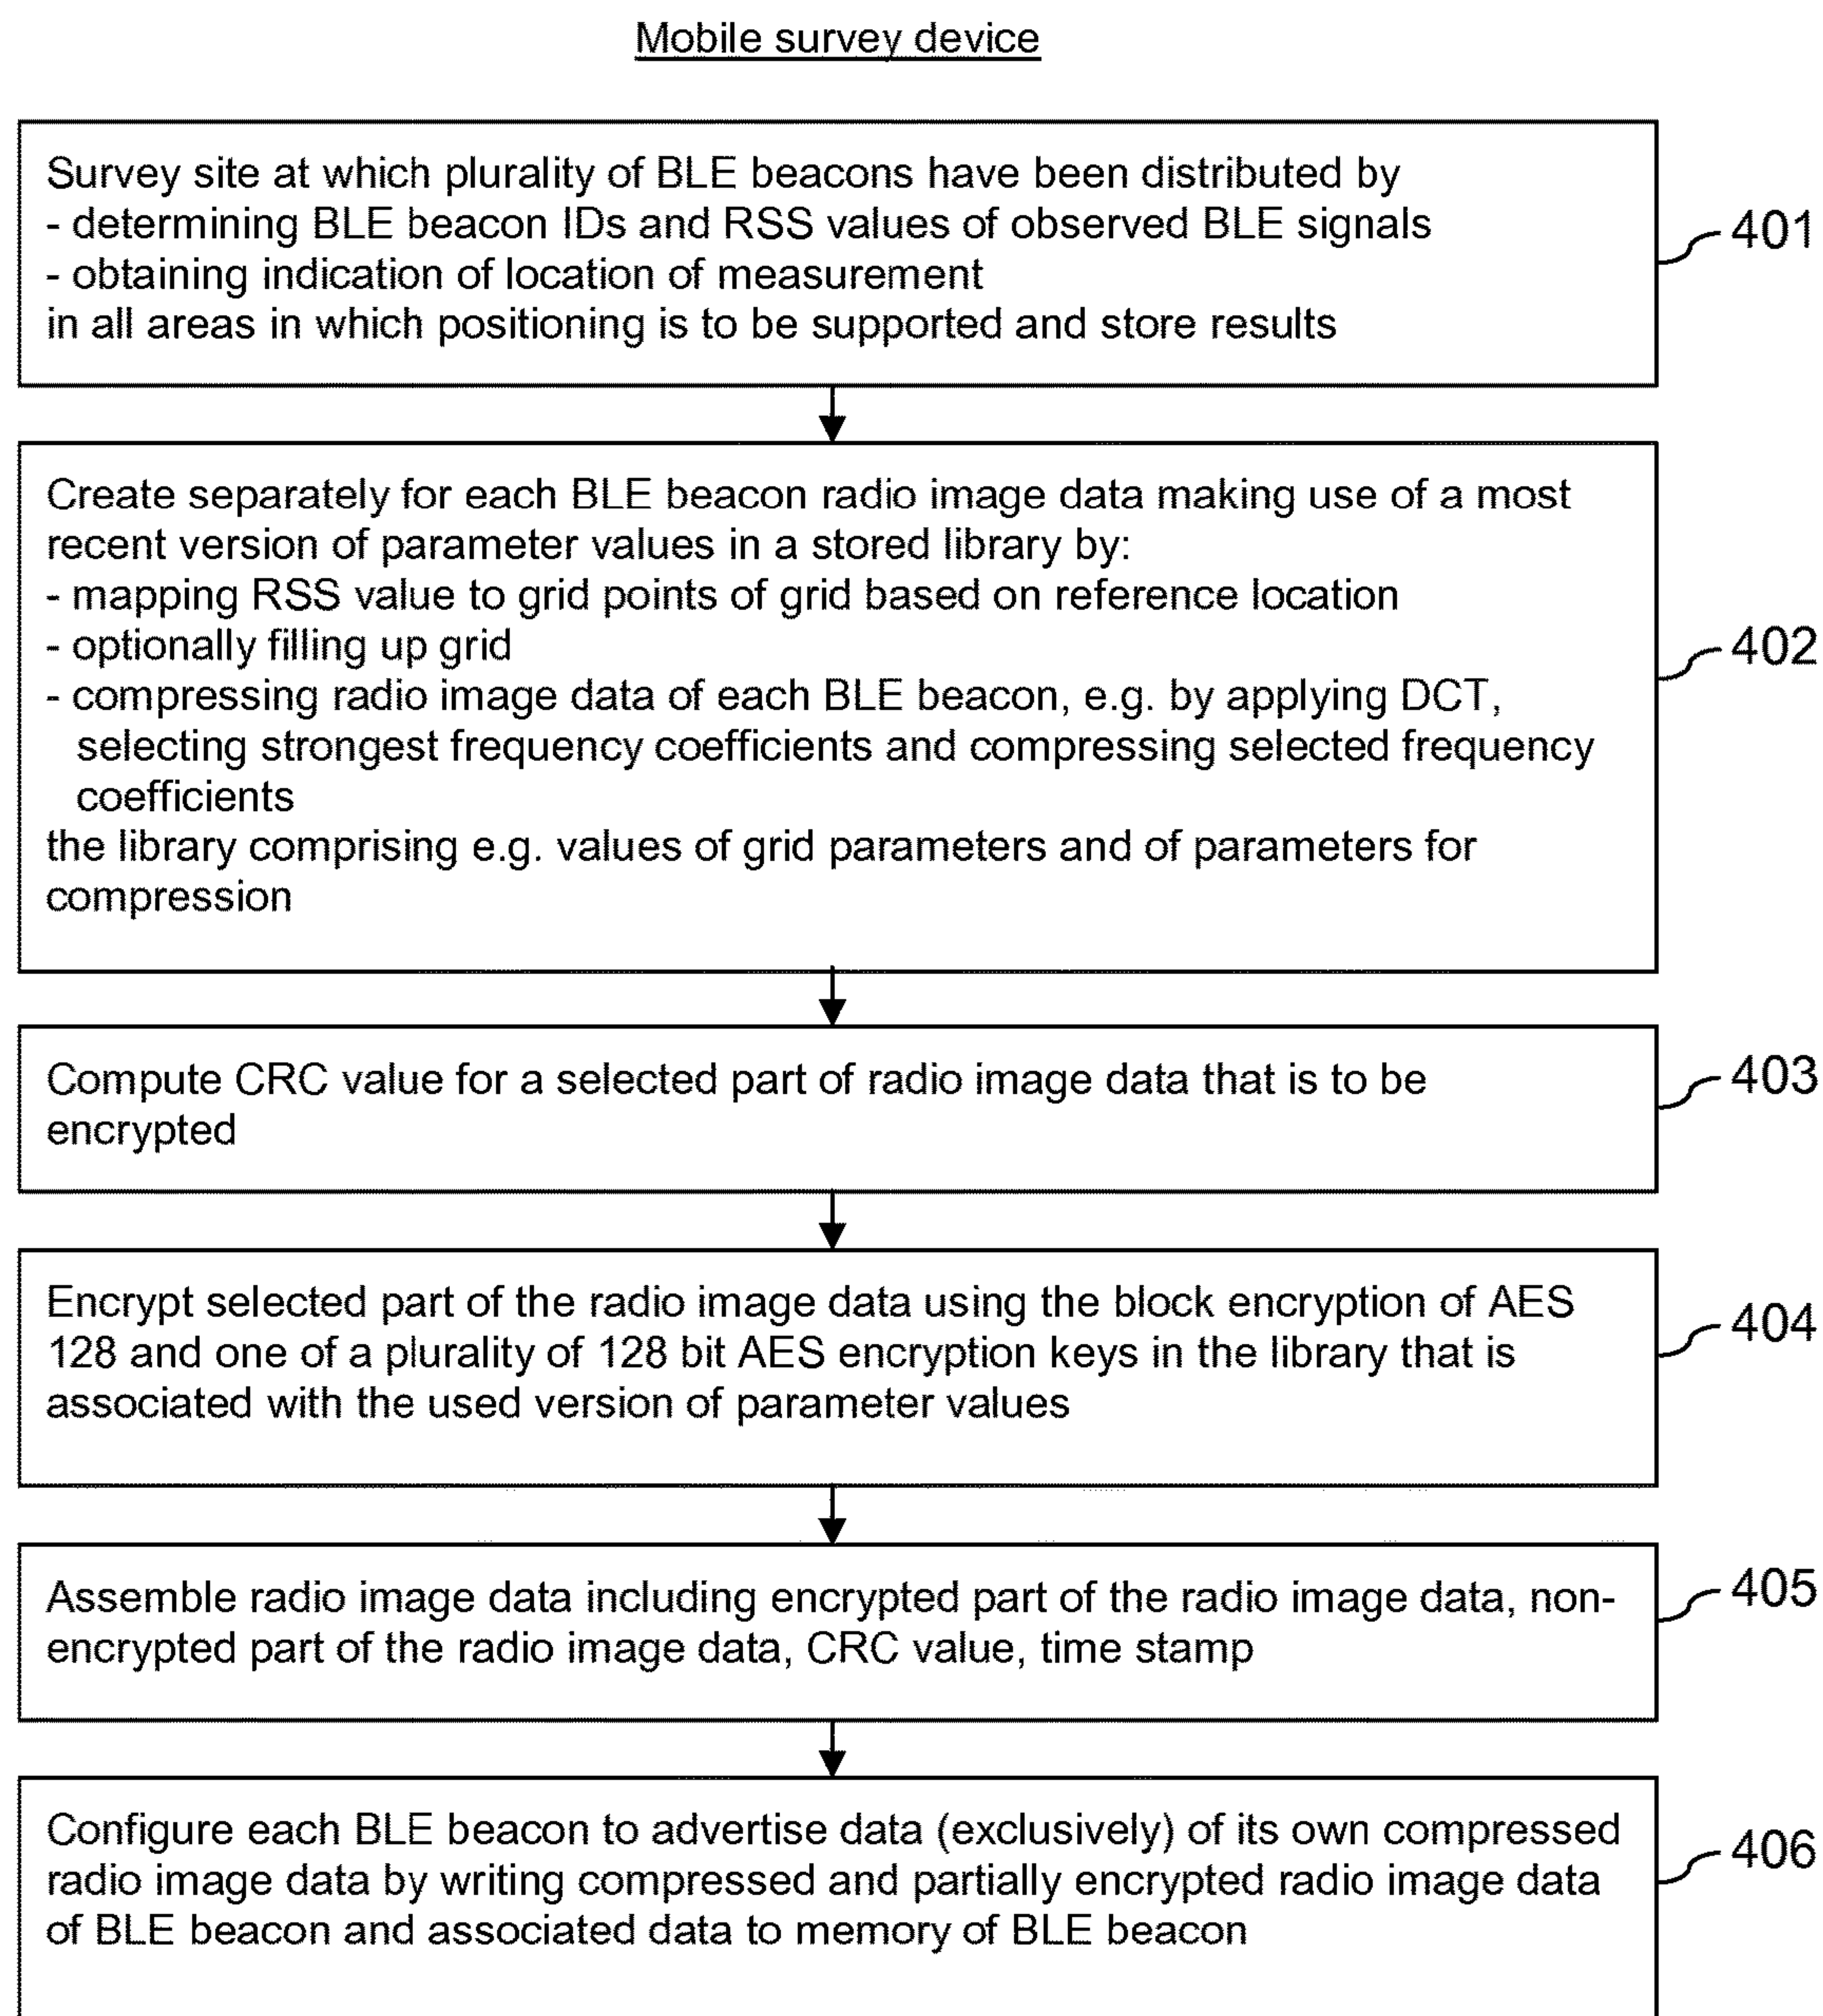 Mobile survey device
Survey site at which plurality of BLE beacons have been distributed by
- determining BLE beacon IDs and RSS values of observed BLE signals
- obtaining indication of location of measurement
in all areas in which positioning is to be supported and store results
401
Create separately for each BLE beacon radio image data making use of a most
recent version of parameter values in a stored library by:
- mapping RSS value to grid points of grid based on reference location
- optionally filling up grid
- compressing radio image data of each BLE beacon, e.g. by applying DCT,
selecting strongest frequency coefficients and compressing selected frequency
coefficients
the library comprising e.g. values of grid parameters and of parameters for
compression
402
Compute CRC value for a selected part of radio image data that is to be
encrypted
403
Encrypt selected part of the radio image data using the block encryption of AES
128 and one of a plurality of 128 bit AES encryption keys in the library that is
associated with the used version of parameter values
404
Assemble radio image data including encrypted part of the radio image data, non-
encrypted part of the radio image data, CRC value, time stamp
405
Configure each BLE beacon to advertise data (exclusively) of its own compressed
radio image data by writing compressed and partially encrypted radio image data
of BLE beacon and associated data to memory of BLE beacon
406